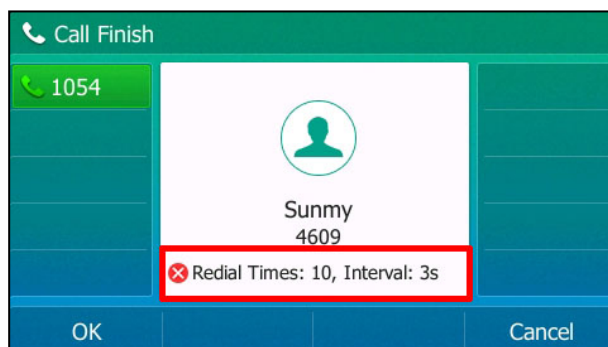 Call Finish
1054
Sunmy
4609
Redial Times: 10, Interval: 3s
OK
Cancel